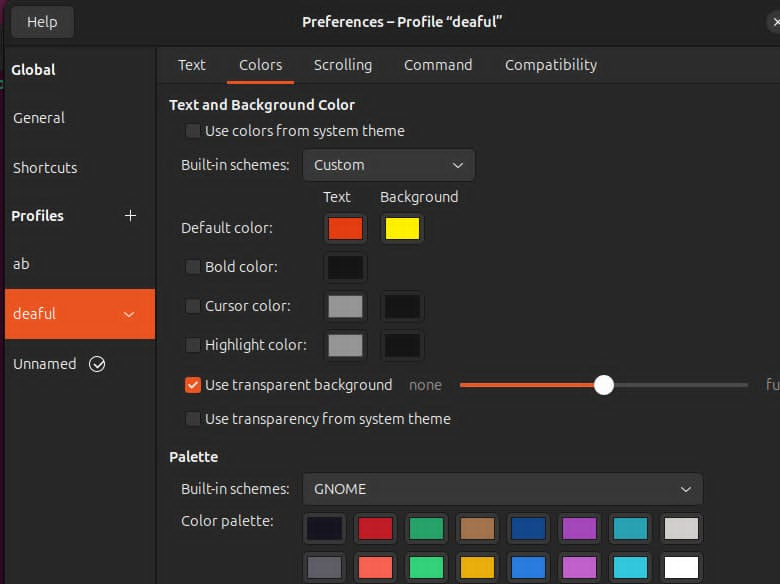 Help
Preferences – Profile “deaful”
Global
General
Shortcuts
Profiles
ab
deaful
Unnamed
Text Colors Scrolling Command Compatibility
Text and Background Color
Use colors from system theme
Built-in schemes: Custom
Text Background
Default color:
Bold color:
Cursor color:
Highlight color:
Use transparent background none fu
Use transparency from system theme
Palette
Built-in schemes: GNOME
Color palette: